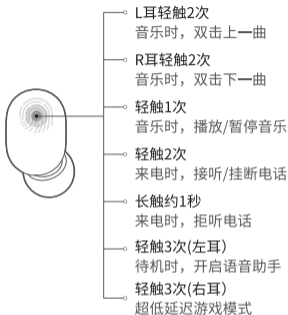 L耳轻触2次
音乐时，双击上一曲
R耳轻触2次
音乐时，双击下一曲
轻触1次
音乐时，播放/暂停音乐
轻触2次
来电时，接听/挂断电话
长触约1秒
来电时，拒听电话
轻触3次(左耳）
待机时，开启语音助手
轻触3次(右耳）
超低延迟游戏模式